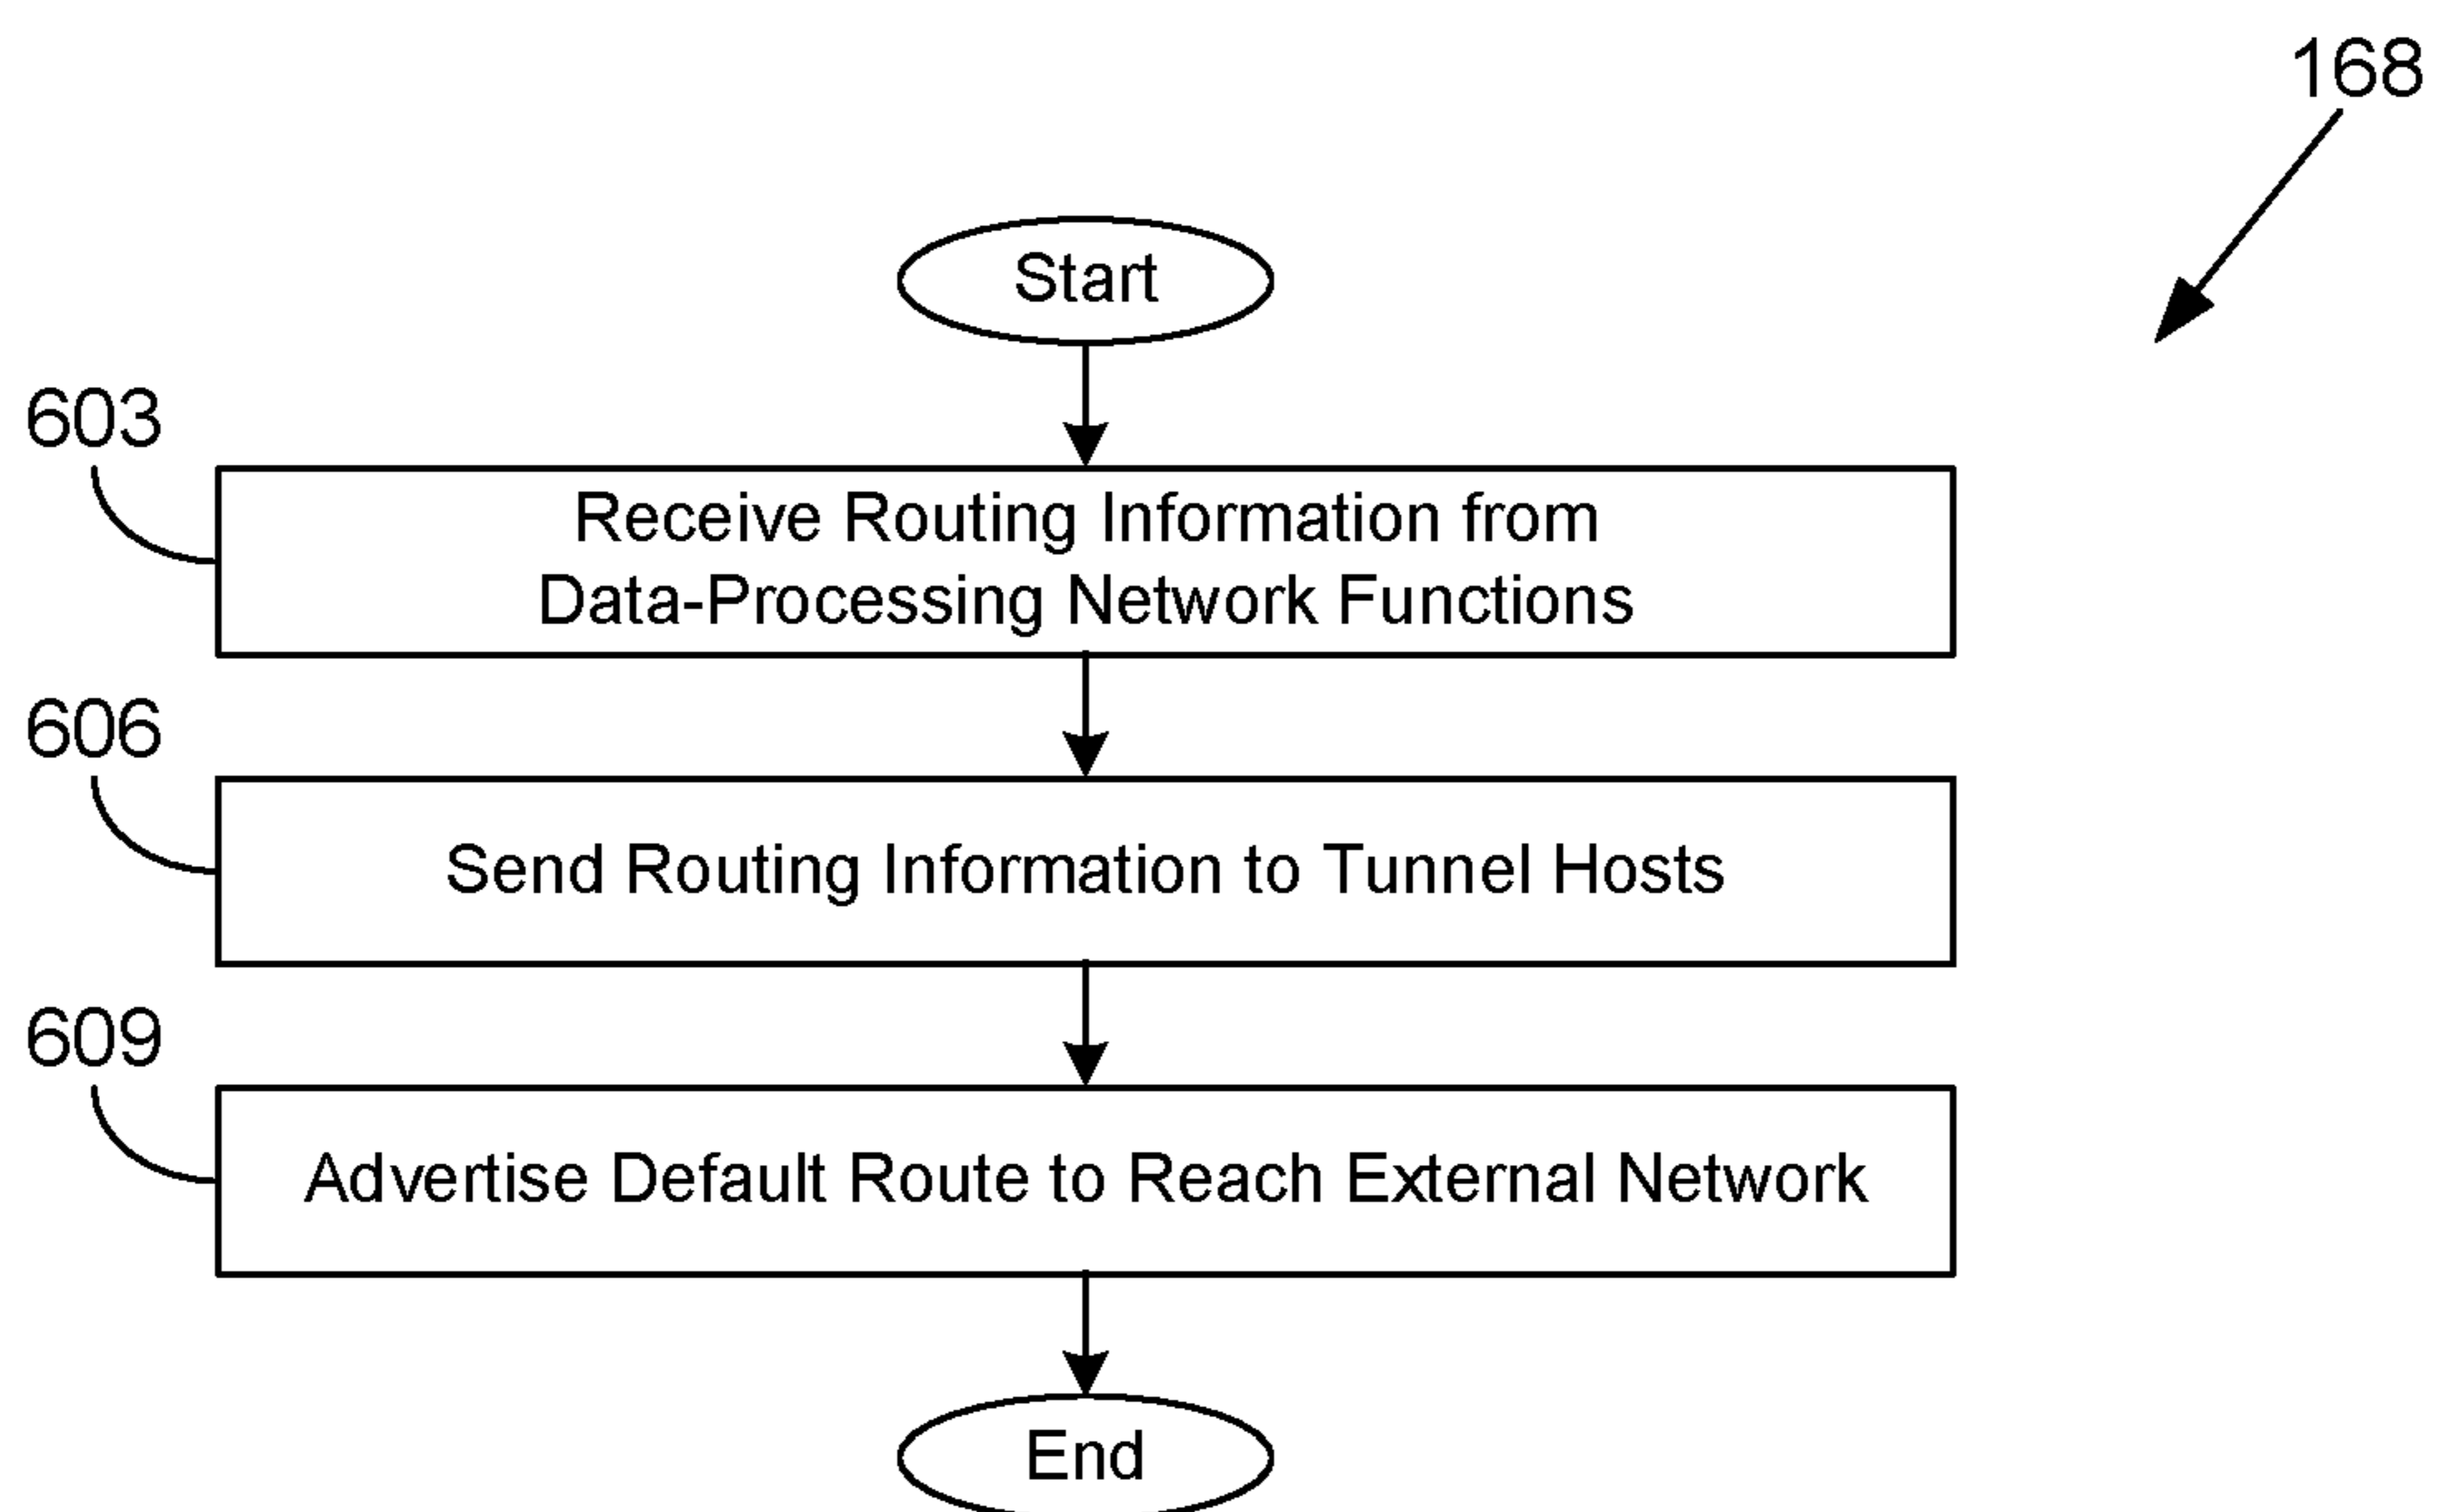 168
Start
603
Receive Routing Information from
Data-Processing Network Functions
606
Send Routing Information to Tunnel Hosts
609
Advertise Default Route to Reach External Network
End